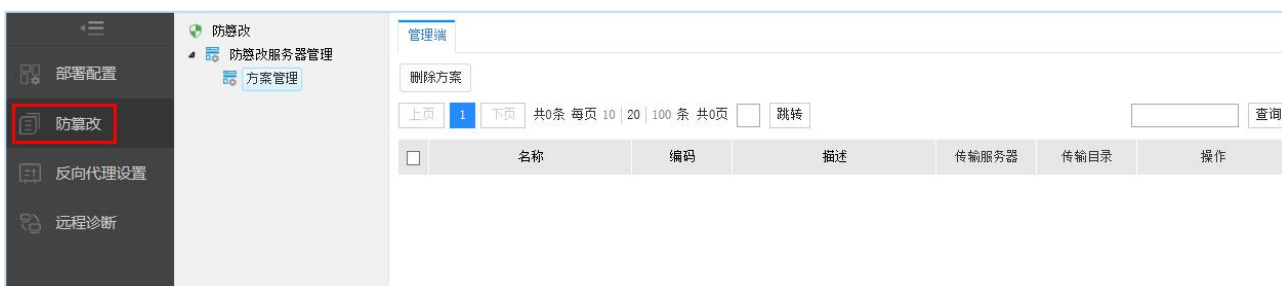 部署配置
防篡改
反向代理设置
远程诊断
防篡改
防篡改服务器管理
方案管理
管理端
删除方案
上页 1 下页 共0条 每页 10 | 20 | 100 条 共0页 跳转 查询
名称 编码 描述 传输服务器 传输目录 操作